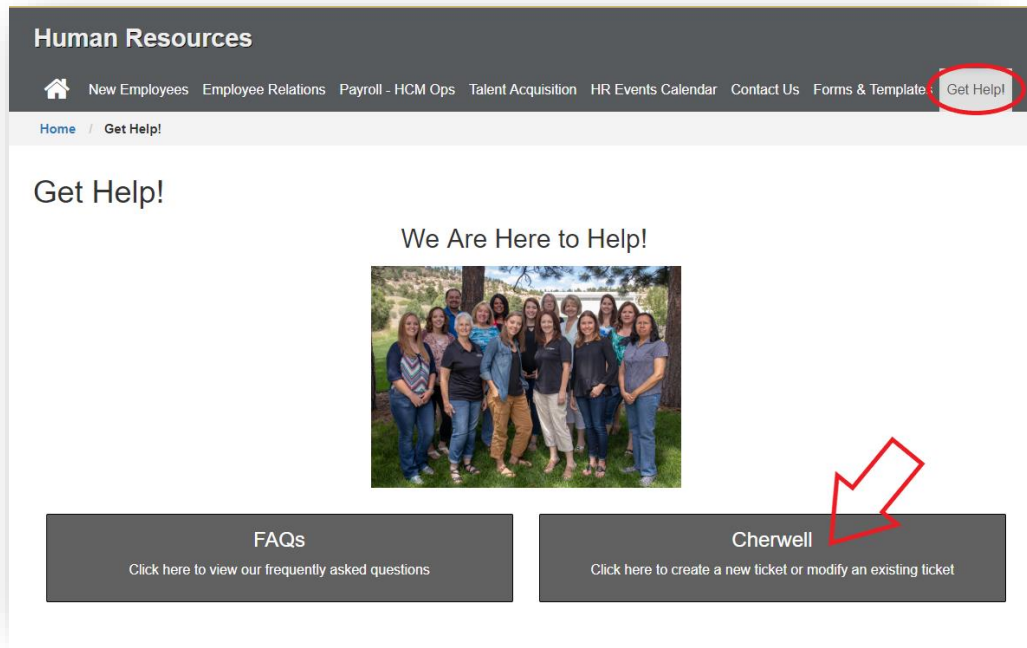 Human Resources
New Employees Employee Relations Payroll - HCM Ops Talent Acquisition HR Events Calendar Contact Us Forms & Templates Get Help!
Home / Get Help!
Get Help!
We Are Here to Help!
FAQs
Click here to view our frequently asked questions
Cherwell
Click here to create a new ticket or modify an existing ticket